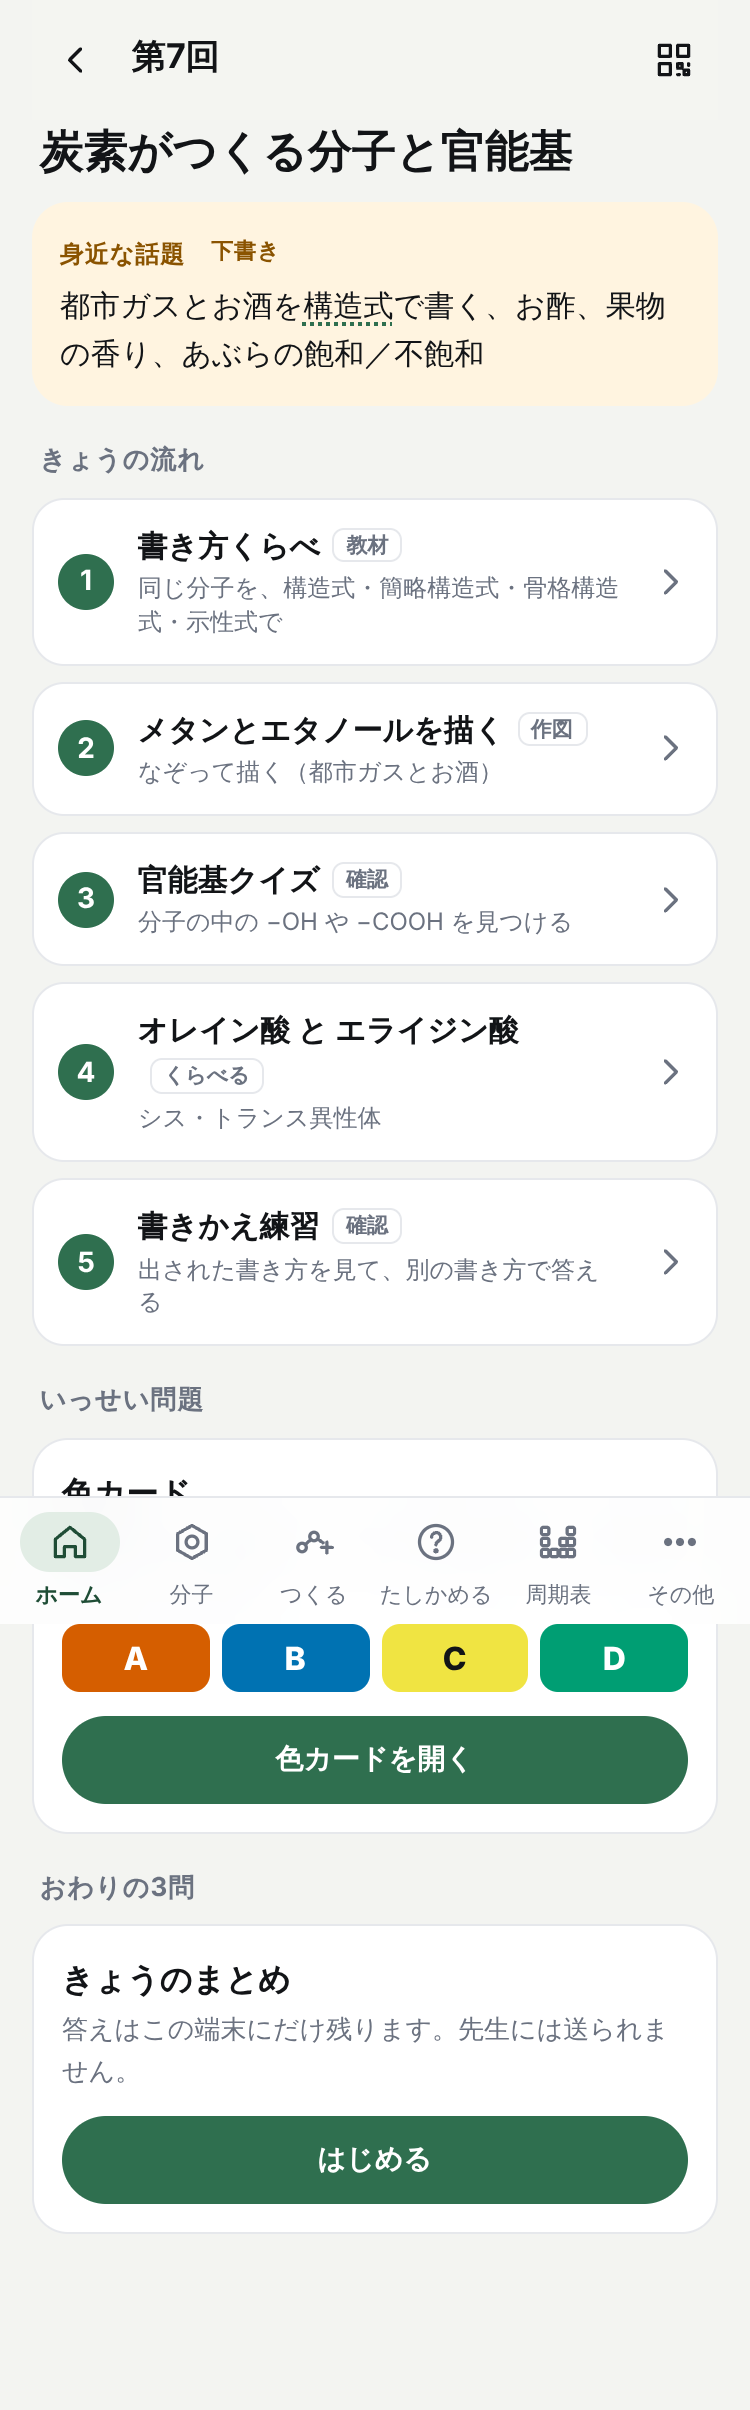 第7回
炭素がつくる分子と官能基
身近な話題 下書き
都市ガスとお酒を構造式で書く、お酢、果物
の香り、あぶらの飽和／不飽和
きょうの流れ
1
書き方くらべ 教材
同じ分子を、構造式・簡略構造式・骨格構造
式・示性式で
2
メタンとエタノールを描く 作図
なぞって描く（都市ガスとお酒）
3
官能基クイズ 確認
分子の中の −OH や −COOH を見つける
4
オレイン酸 と エライジン酸
くらべる
シス・トランス異性体
5
書きかえ練習 確認
出された書き方を見て、別の書き方で答え
る
いっせい問題
色カード
ホーム 分子 つくる たしかめる 周期表 その他
A B C D
色カードを開く
おわりの3問
きょうのまとめ
答えはこの端末にだけ残ります。先生には送られま
せん。
はじめる